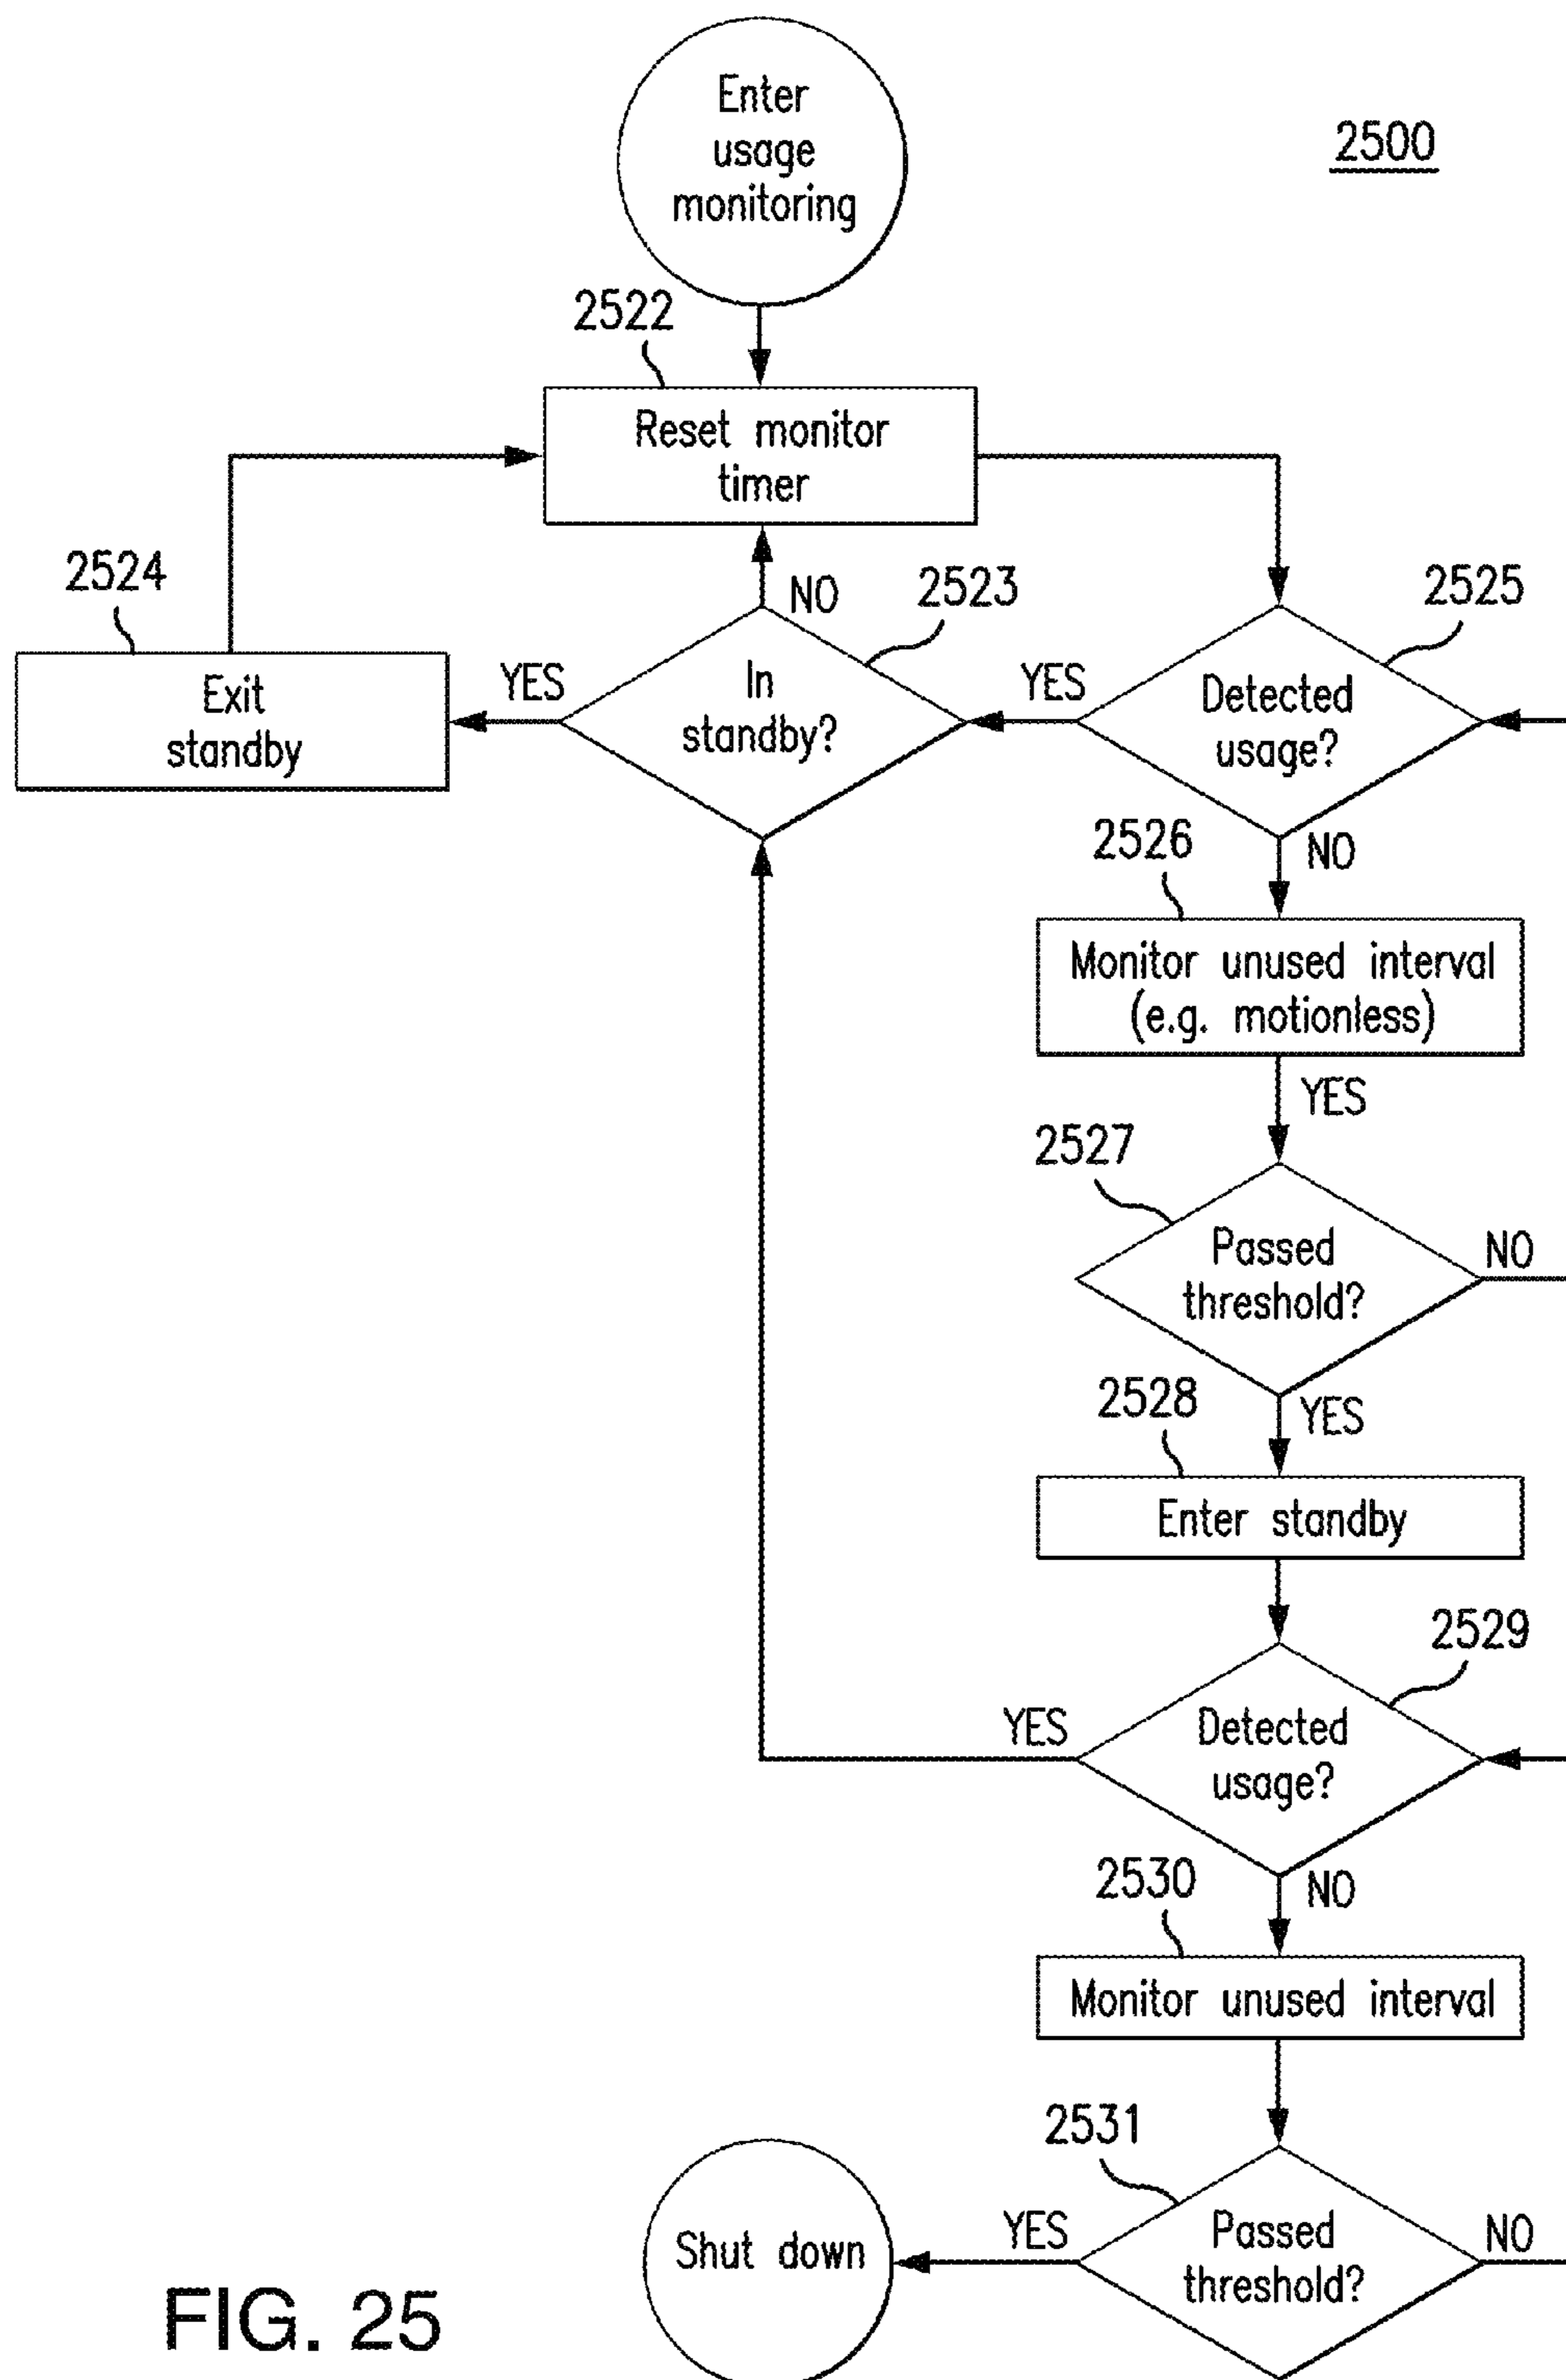 Enter
usage
monitoring
2500
2522
Reset monitor
timer
2524
NO
2523
2525
Exit
standby
YES
In
standby?
YES
Detected
usage?
2526
NO
Monitor unused interval
(e.g. motionless)
YES
2527
Passed
threshold?
NO
2528
YES
Enter standby
2529
YES
Detected
usage?
2530
NO
Monitor unused interval
2531
Shut down
YES
Passed
threshold?
NO
FIG. 25